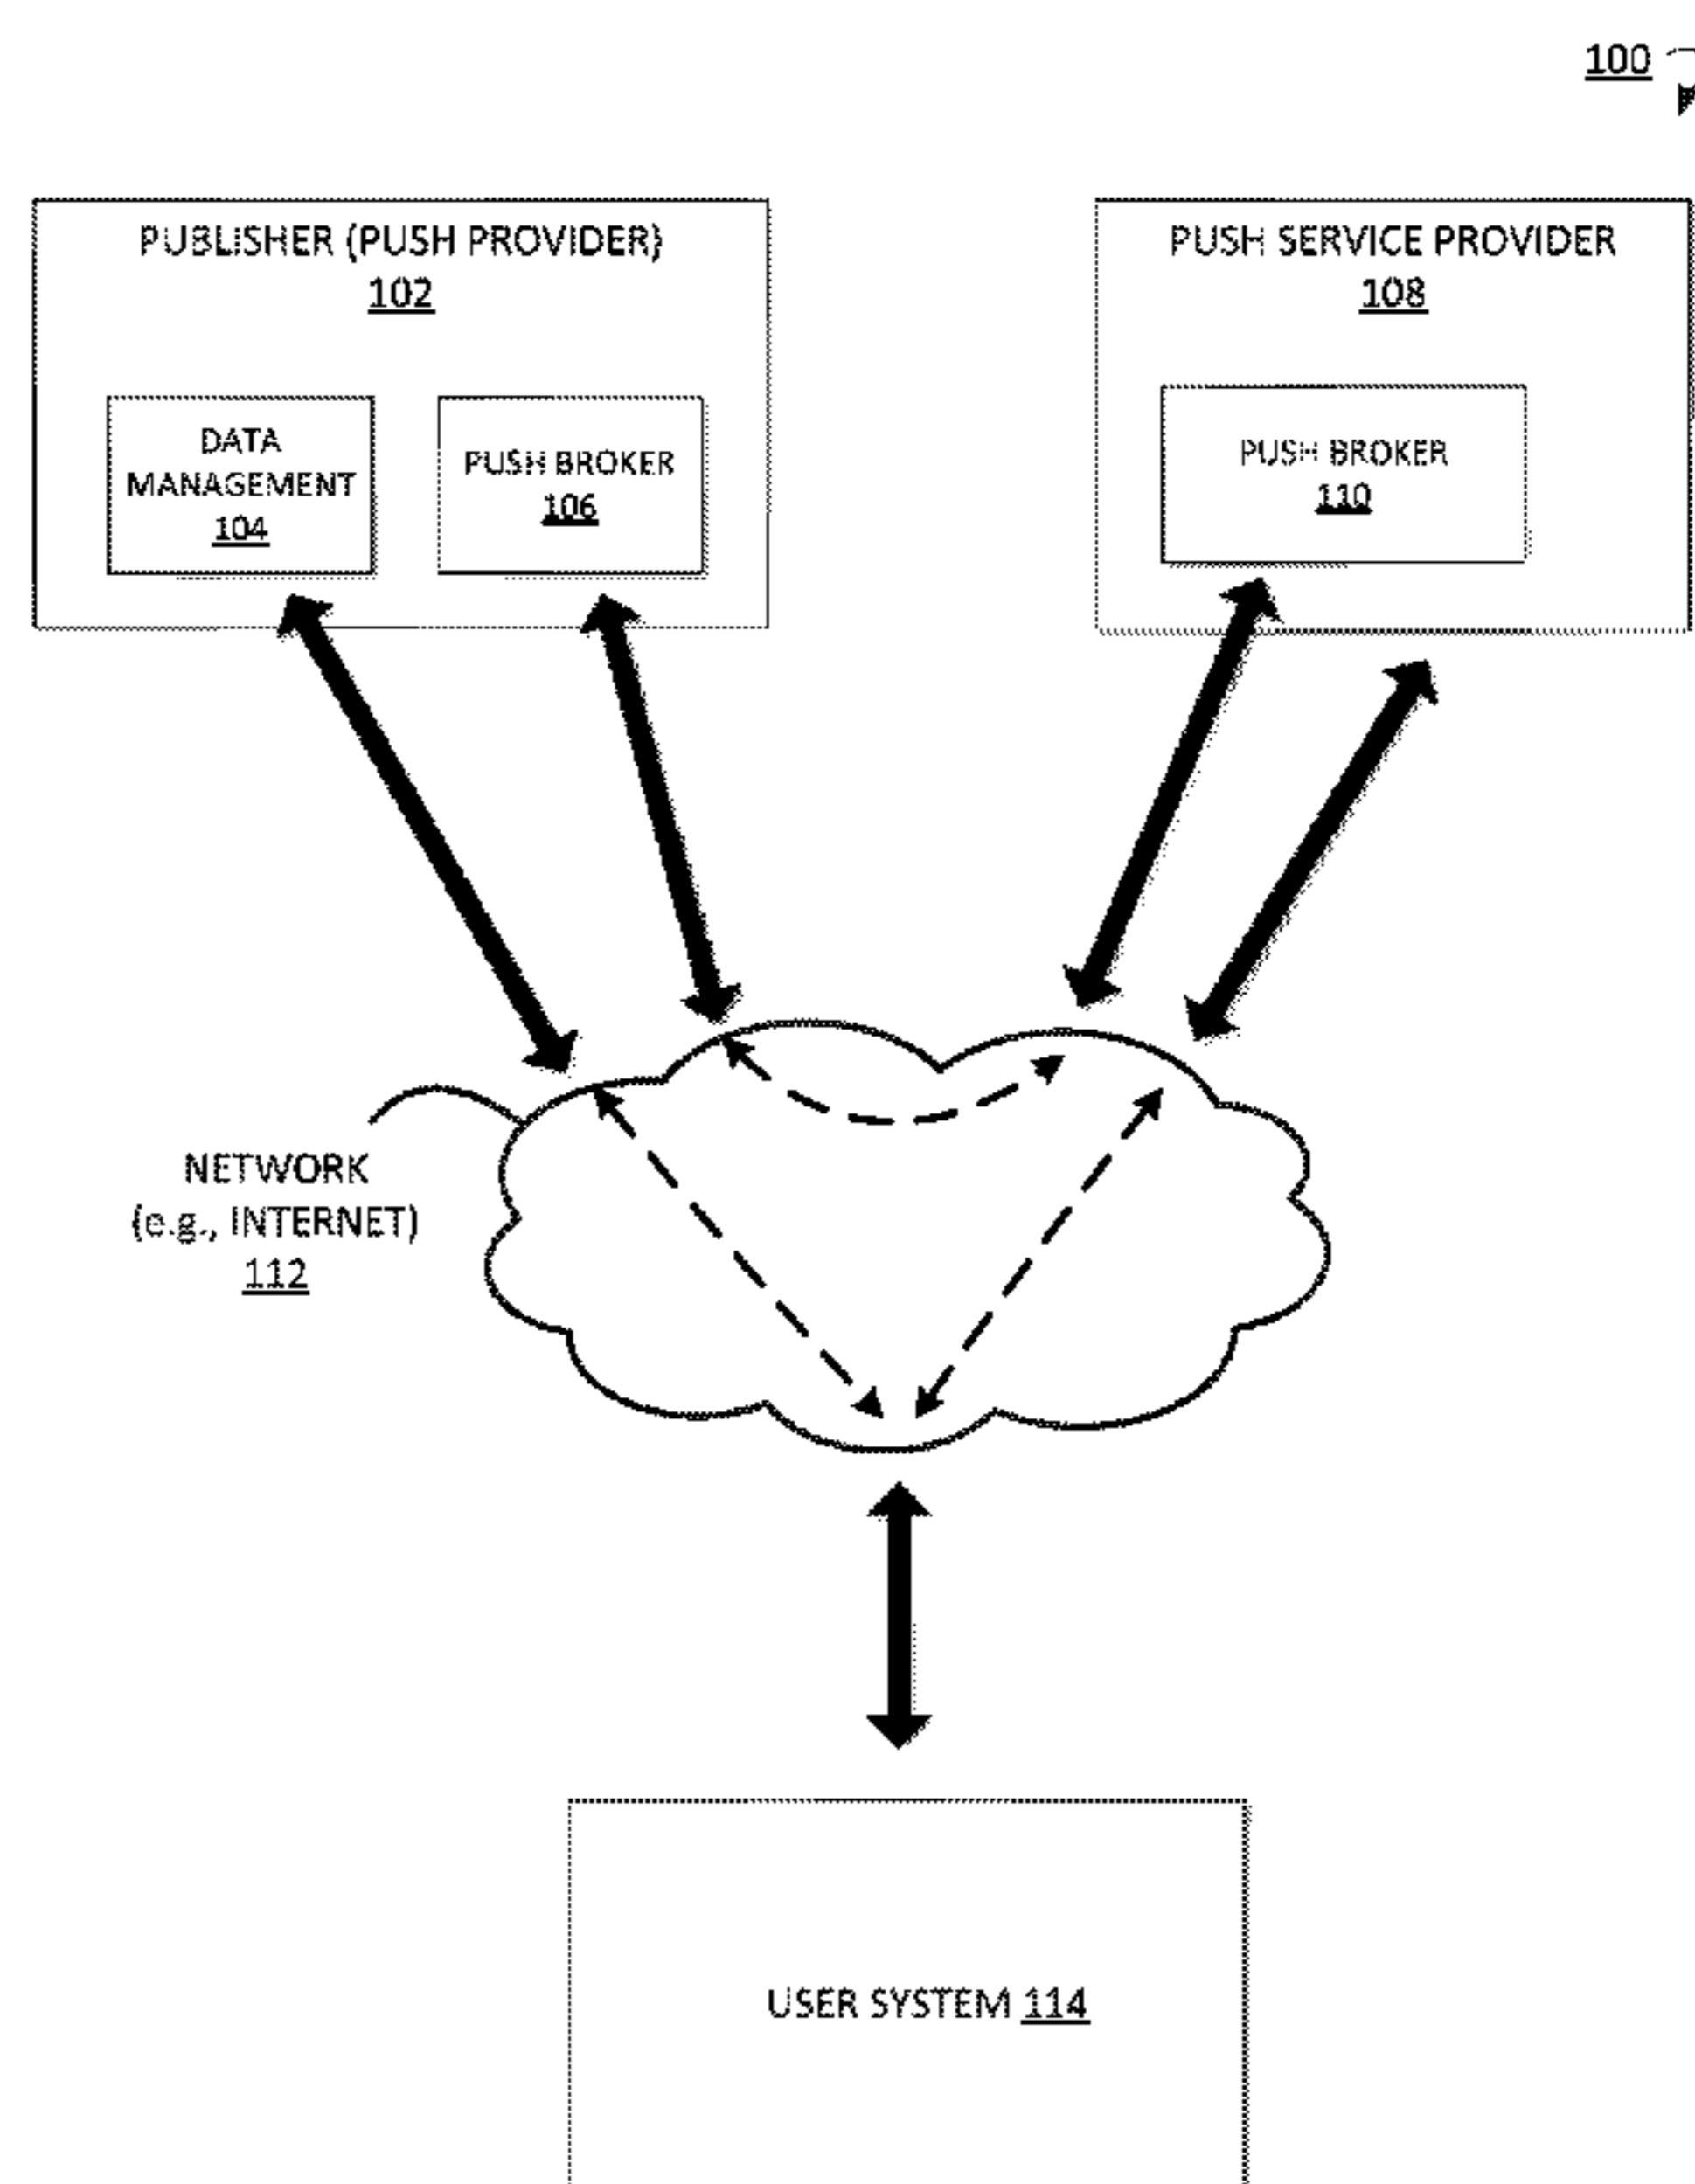 100
PUBLISHER (PUSH PROVIDER)
102
DATA
MANAGEMENT
104
PUSH BROKER
106
PUSH SERVICE PROVIDER
108
PUSH BROKER
110
NETWORK
(e.g., INTERNET)
112
USER SYSTEM 114